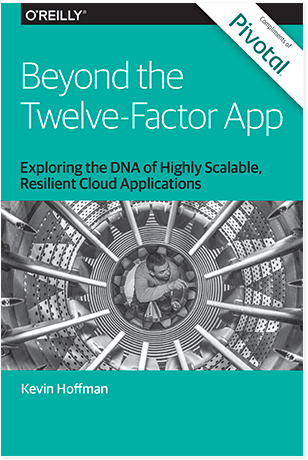 O'REILLY®
Compliments of
Pivotal.
Beyond the
Twelve-Factor App
Exploring the DNA of Highly Scalable,
Resilient Cloud Applications
Kevin Hoffman